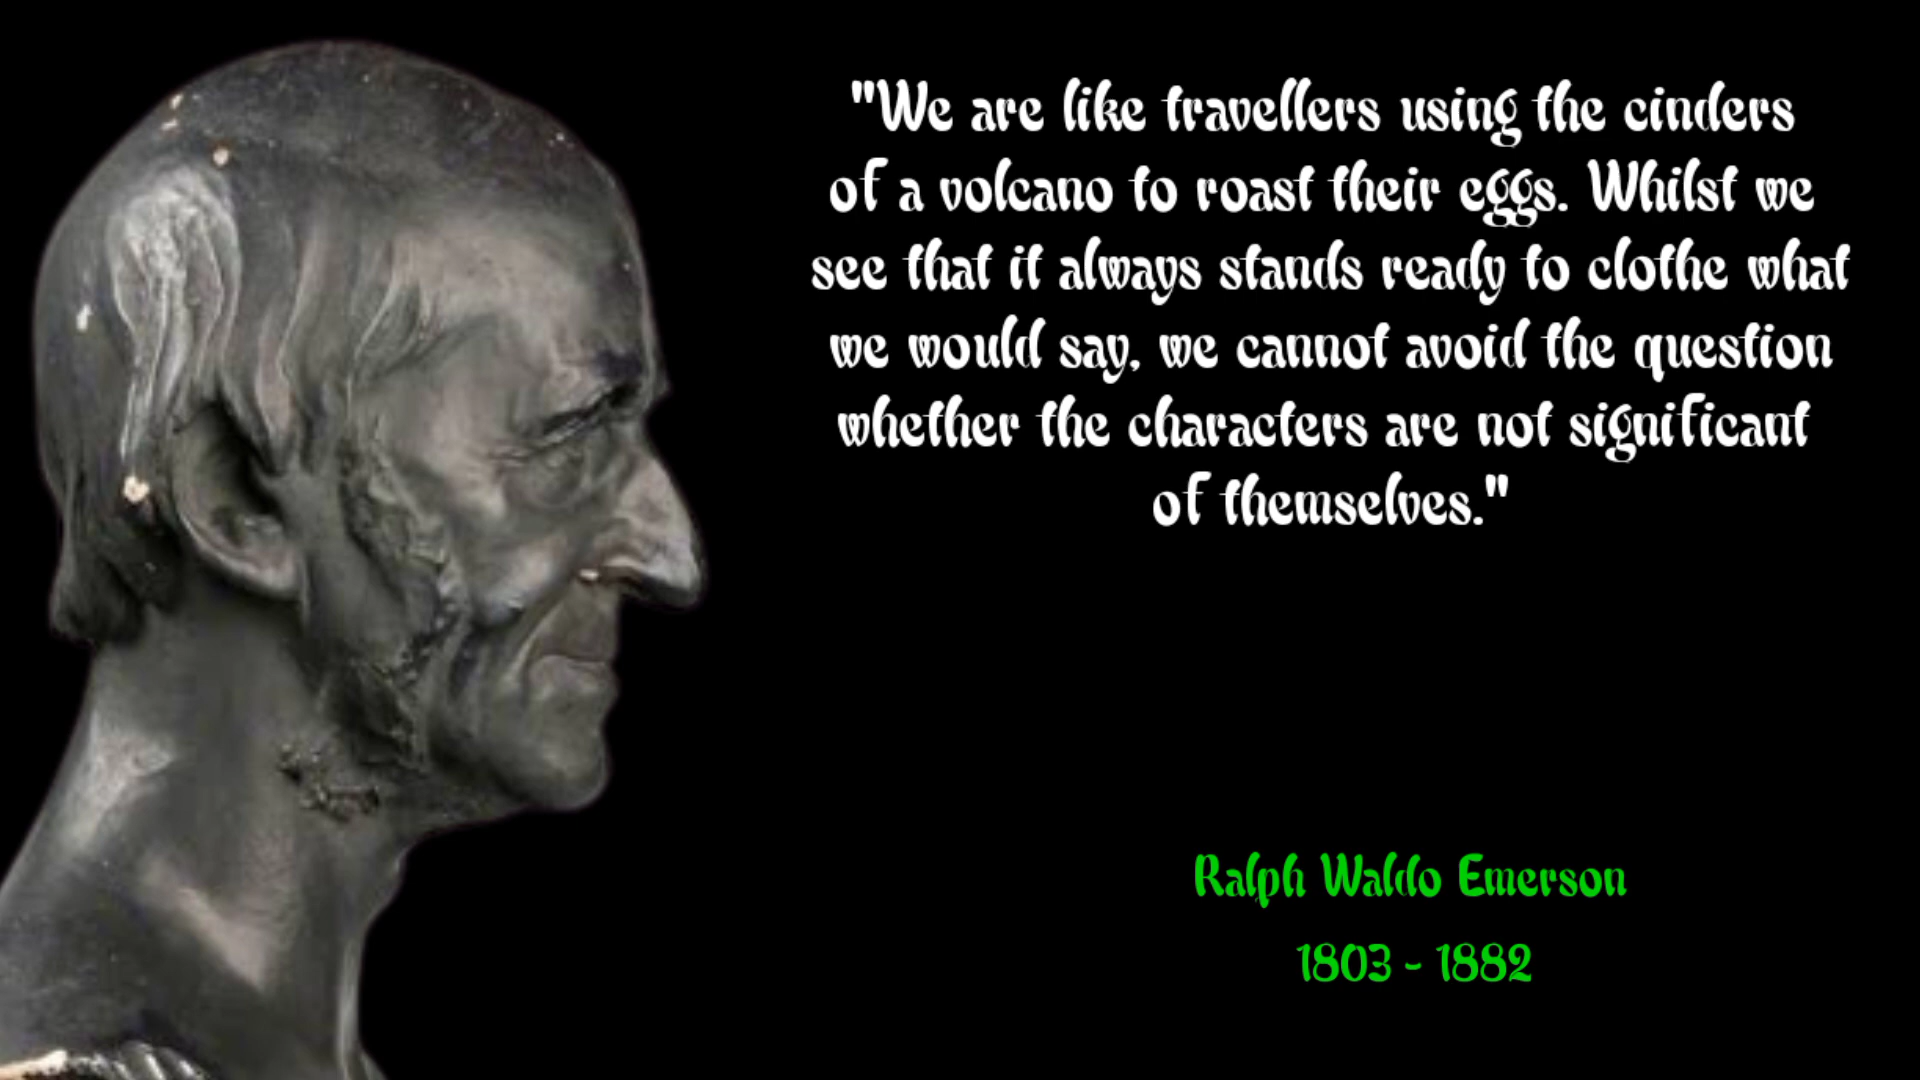 "We are like travellers using the cinders
of a volcano to roast their eggs. Whilst we
see that it always stands ready to clothe what
we would say, we cannot avoid the question
whether the characters are not significant
of themselves."
Ralph Waldo Emerson
1803 - 1882